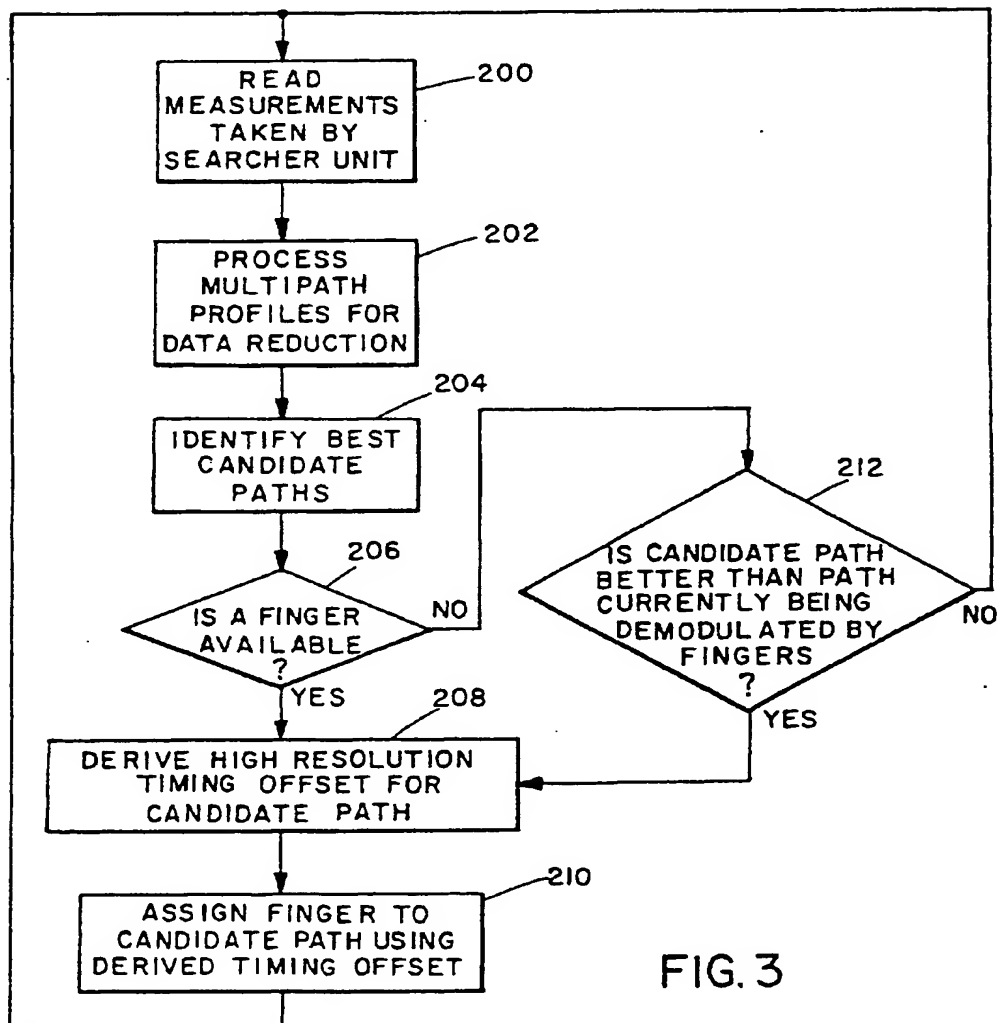 READ
MEASUREMENTS
TAKEN BY
SEARCHER UNIT
200
PROCESS
MULTIPATH
PROFILES FOR
DATA REDUCTION
202
IDENTIFY BEST
CANDIDATE
PATHS
204
IS A FINGER
AVAILABLE
?
206
NO
YES
IS CANDIDATE PATH
BETTER THAN PATH
CURRENTLY BEING
DEMODULATED BY
FINGERS
?
212
NO
YES
DERIVE HIGH RESOLUTION
TIMING OFFSET FOR
CANDIDATE PATH
208
ASSIGN FINGER TO
CANDIDATE PATH USING
DERIVED TIMING OFFSET
210
FIG. 3